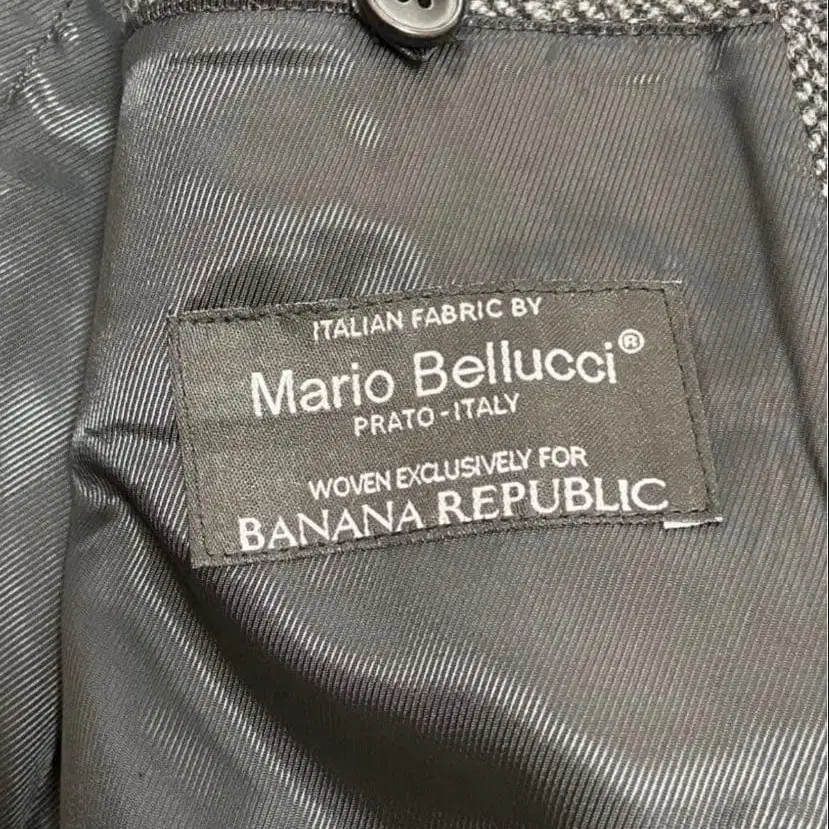 ITALIAN FABRIC BY
Mario Bellucci®
PRATO-ITALY
WOVEN EXCLUSIVELY FOR
BANANA REPUBLIC